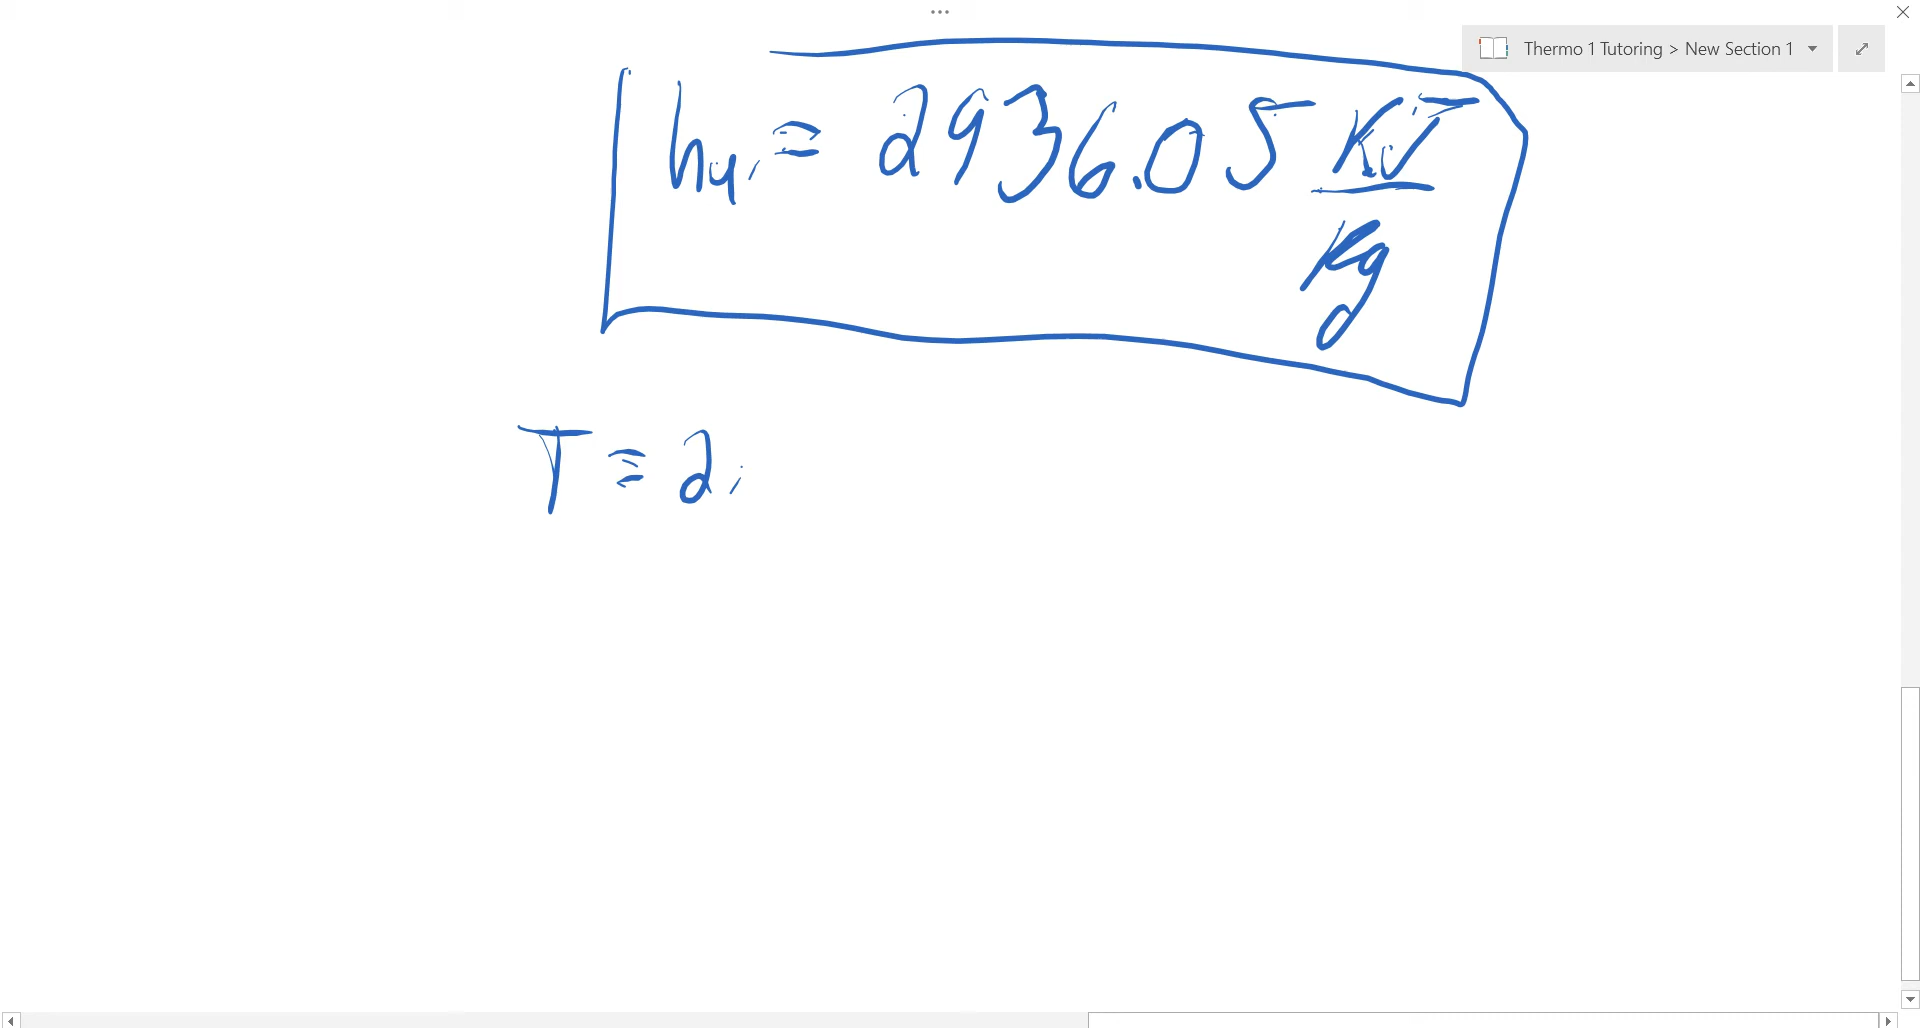 Thermo 1 Tutoring > New Section 1
h4 = 2936.05 KJ
Kg
T = 2